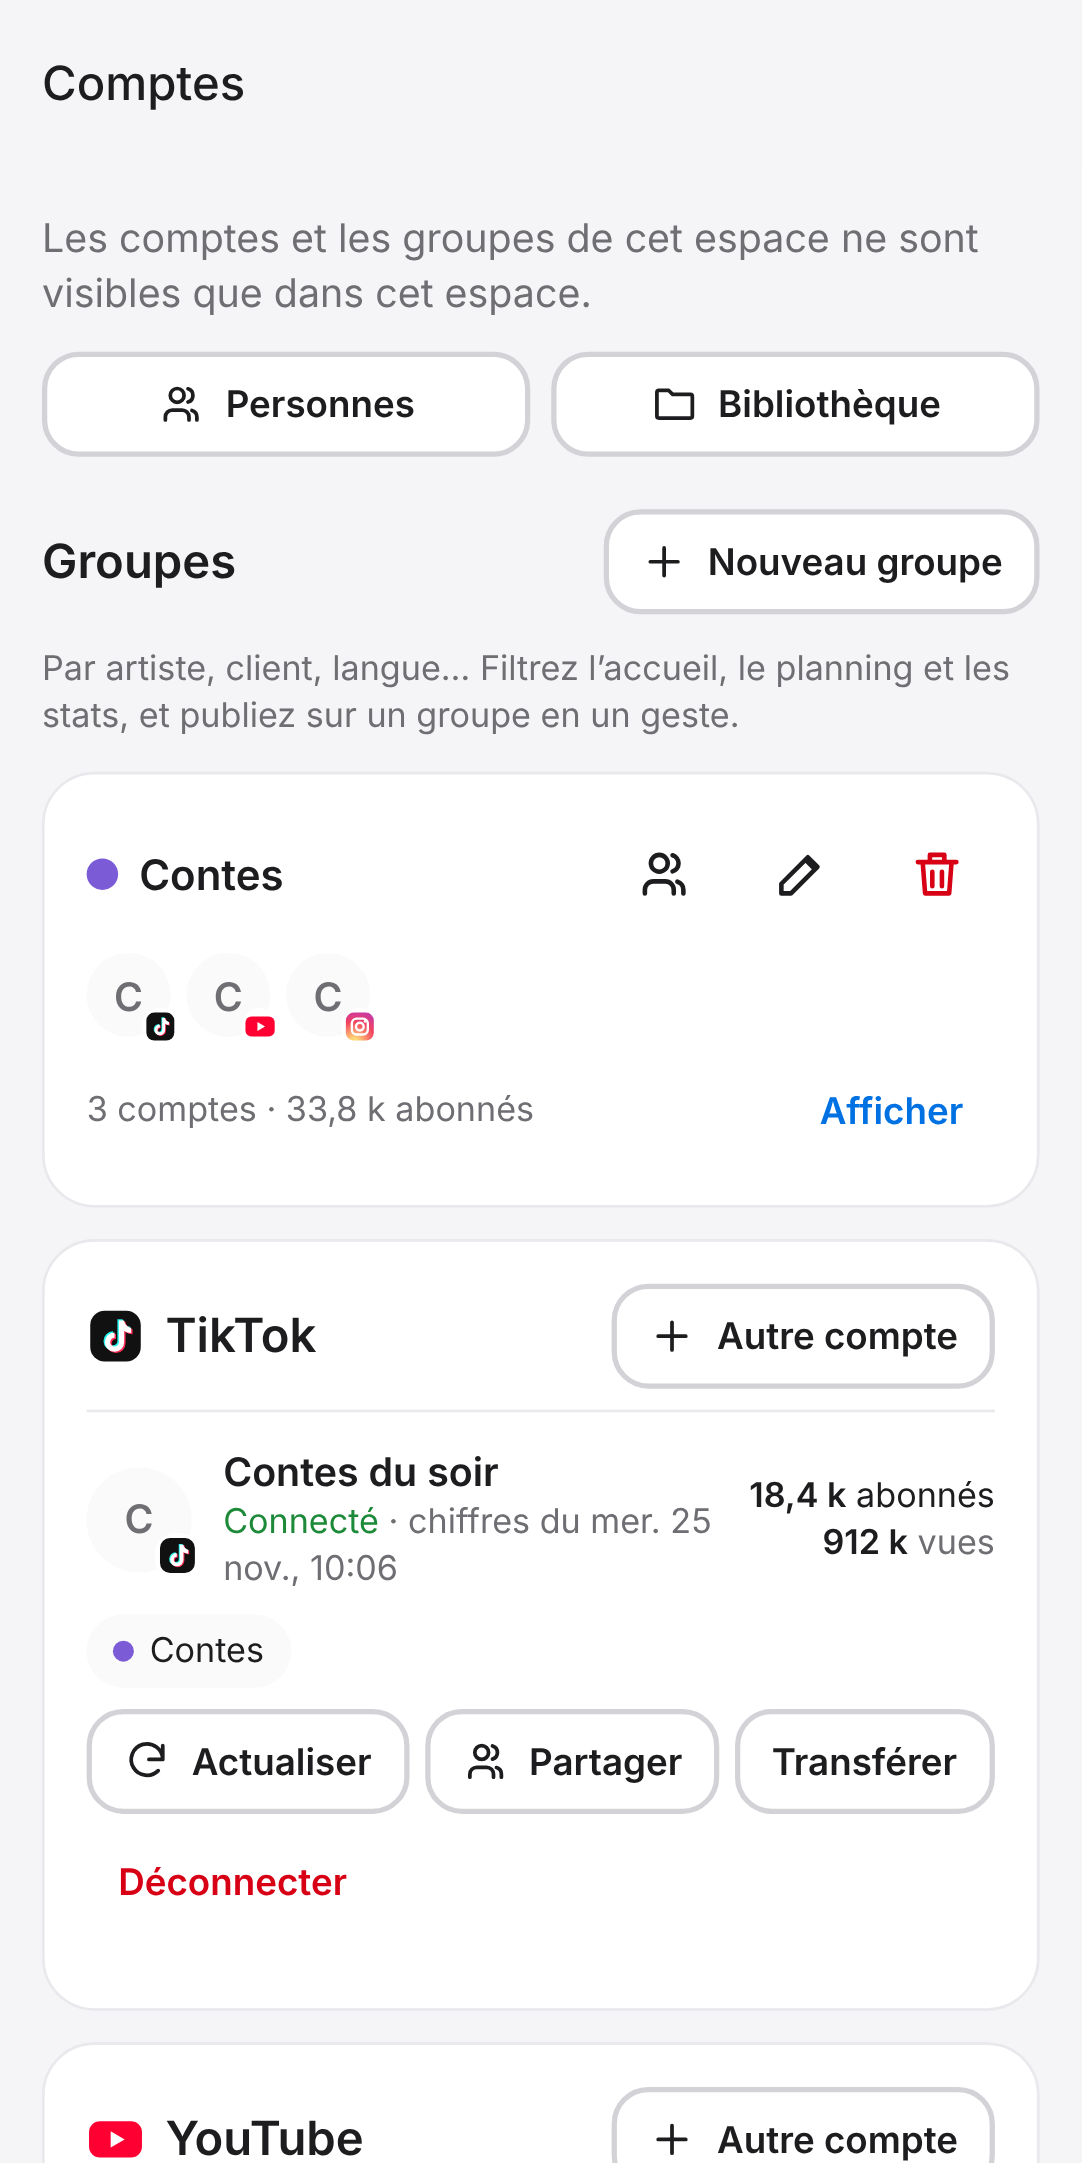 Comptes
Les comptes et les groupes de cet espace ne sont
visibles que dans cet espace.
Personnes
Bibliothèque
Groupes
Nouveau groupe
Par artiste, client, langue… Filtrez l’accueil, le planning et les
stats, et publiez sur un groupe en un geste.
Contes
C C C
3 comptes · 33,8 k abonnés
Afficher
TikTok
Autre compte
C
Contes du soir
Connecté · chiffres du mer. 25
nov., 10:06
18,4 k abonnés
912 k vues
Contes
Actualiser
Partager
Transférer
Déconnecter
YouTube
Autre compte